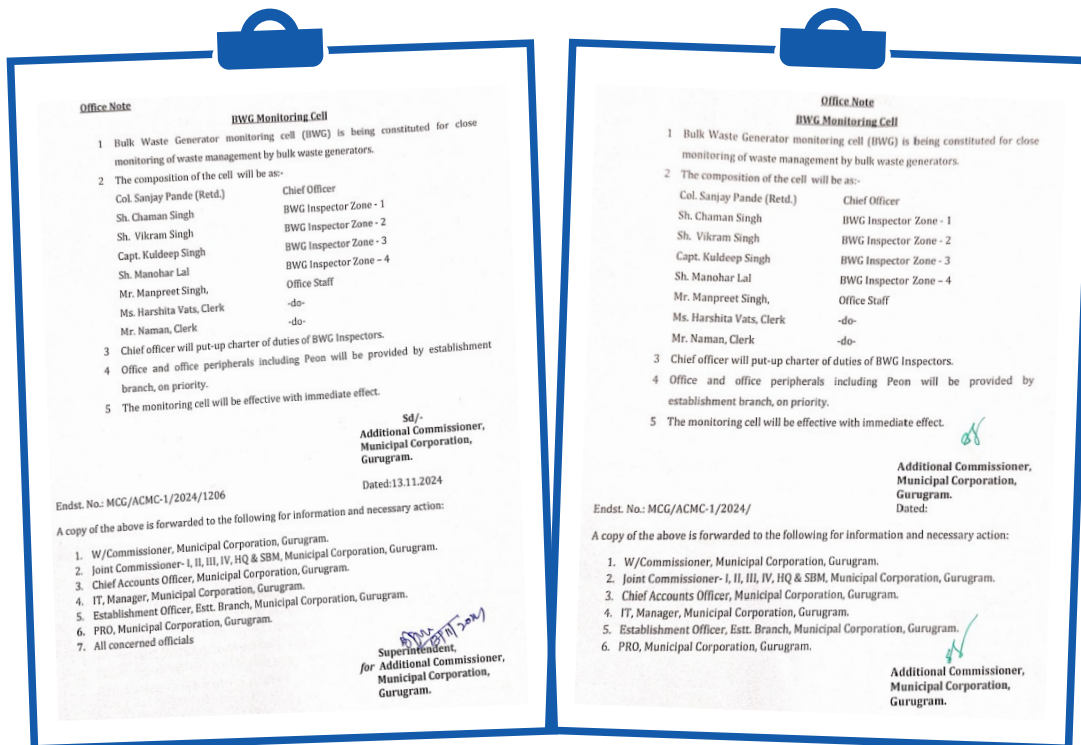 Office Note
BWG Monitoring Cell
1 Bulk Waste Generator monitoring cell (BWG) is being constituted for close
monitoring of waste management by bulk waste generators.
2 The composition of the cell will be as:-
Col. Sanjay Pande (Retd.) Chief Officer
Sh. Chaman Singh BWG Inspector Zone - 1
Sh. Vikram Singh BWG Inspector Zone - 2
Capt. Kuldeep Singh BWG Inspector Zone - 3
Sh. Manohar Lal BWG Inspector Zone – 4
Mr. Manpreet Singh, Office Staff
Ms. Harshita Vats, Clerk -do-
Mr. Naman, Clerk -do-
3 Chief officer will put-up charter of duties of BWG Inspectors.
4 Office and office peripherals including Peon will be provided by establishment
branch, on priority.
5 The monitoring cell will be effective with immediate effect.
Sd/-
Additional Commissioner,
Municipal Corporation,
Gurugram.
Dated:13.11.2024
Endst. No.: MCG/ACMC-1/2024/1206
A copy of the above is forwarded to the following for information and necessary action:
1. W/Commissioner, Municipal Corporation, Gurugram.
2. Joint Commissioner- I, II, III, IV, HQ & SBM, Municipal Corporation, Gurugram.
3. Chief Accounts Officer, Municipal Corporation, Gurugram.
4. IT, Manager, Municipal Corporation, Gurugram.
5. Establishment Officer, Estt. Branch, Municipal Corporation, Gurugram.
6. PRO, Municipal Corporation, Gurugram.
7. All concerned officials
Superintendent,
for Additional Commissioner,
Municipal Corporation,
Gurugram.
Office Note
BWG Monitoring Cell
1 Bulk Waste Generator monitoring cell (BWG) is being constituted for close
monitoring of waste management by bulk waste generators.
2 The composition of the cell will be as:-
Col. Sanjay Pande (Retd.) Chief Officer
Sh. Chaman Singh BWG Inspector Zone - 1
Sh. Vikram Singh BWG Inspector Zone - 2
Capt. Kuldeep Singh BWG Inspector Zone - 3
Sh. Manohar Lal BWG Inspector Zone – 4
Mr. Manpreet Singh, Office Staff
Ms. Harshita Vats, Clerk -do-
Mr. Naman, Clerk -do-
3 Chief officer will put-up charter of duties of BWG Inspectors.
4 Office and office peripherals including Peon will be provided by
establishment branch, on priority.
5 The monitoring cell will be effective with immediate effect.
Additional Commissioner,
Municipal Corporation,
Gurugram.
Endst. No.: MCG/ACMC-1/2024/ Dated:
A copy of the above is forwarded to the following for information and necessary action:
1. W/Commissioner, Municipal Corporation, Gurugram.
2. Joint Commissioner- I, II, III, IV, HQ & SBM, Municipal Corporation, Gurugram.
3. Chief Accounts Officer, Municipal Corporation, Gurugram.
4. IT, Manager, Municipal Corporation, Gurugram.
5. Establishment Officer, Estt. Branch, Municipal Corporation, Gurugram.
6. PRO, Municipal Corporation, Gurugram.
Additional Commissioner,
Municipal Corporation,
Gurugram.